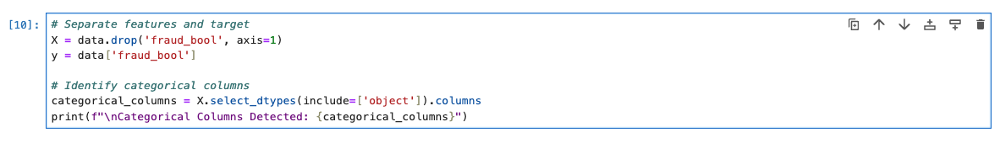 [10]: # Separate features and target
X = data.drop('fraud_bool', axis=1)
y = data['fraud_bool']
# Identify categorical columns
categorical_columns = X.select_dtypes(include=['object']).columns
print(f"\nCategorical Columns Detected: {categorical_columns}")